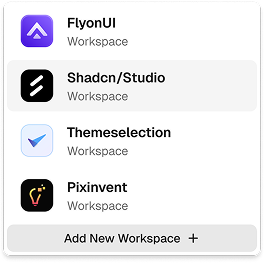 FlyonUI
Workspace
Shadcn/Studio
Workspace
Themeselection
Workspace
Pixinvent
Workspace
Add New Workspace +